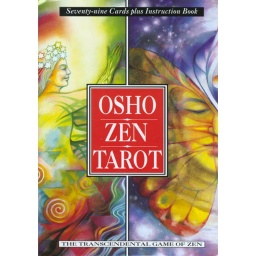 Seventy-nine Cards plus Instruction Book
OSHO
ZEN
TAROT
THE TRANSCENDENTAL GAME OF ZEN